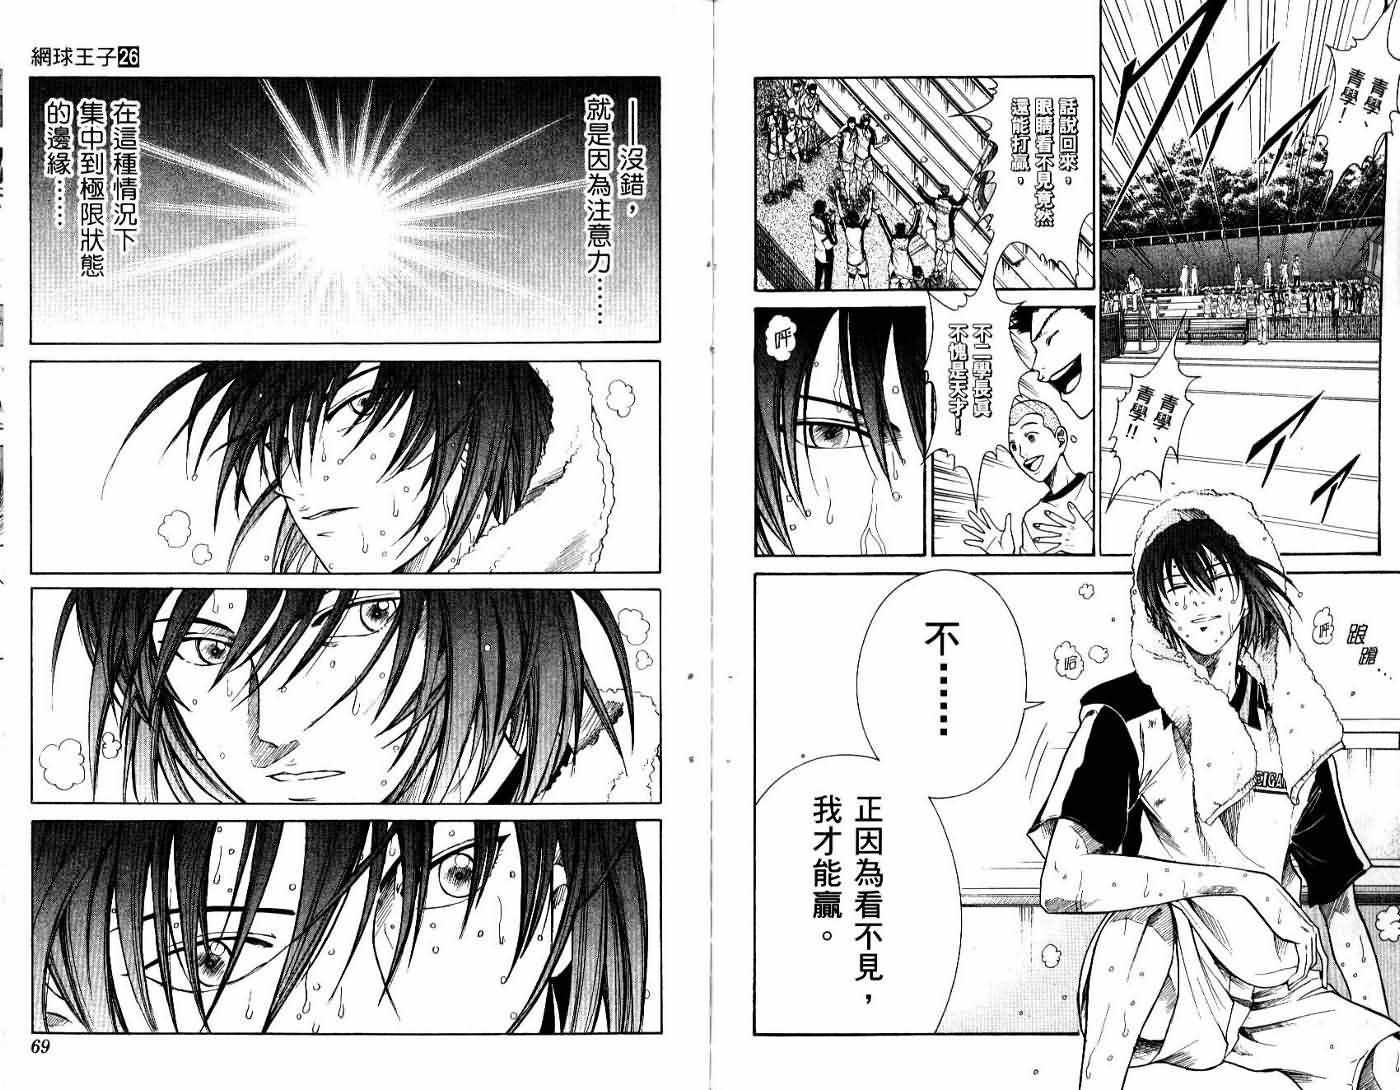 青學、
青學！
青學、
青學！！
話說回來，
眼睛看不見竟然
還能打贏，
不二學長真
不愧是天才！
呼
呼
哈
踉
蹌…
SEIGA
不………
正因為看不見，
我才能贏。
網球王子26
——沒錯，
就是因為注意力……
在這種情況下
集中到極限狀態
的邊緣……
69